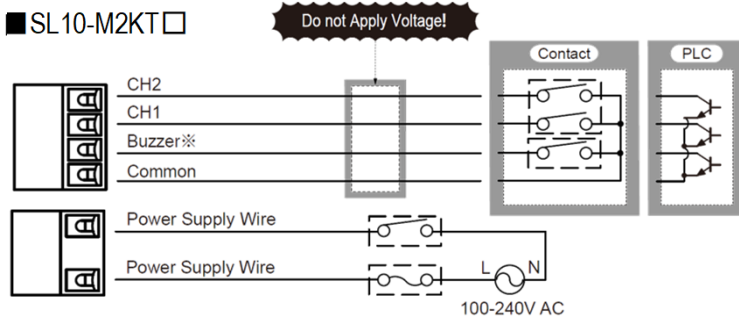 ■SL10-M2KT□
Do not Apply Voltage!
Contact
PLC
CH2
CH1
Buzzer※
Common
Power Supply Wire
Power Supply Wire
L
N
100-240V AC